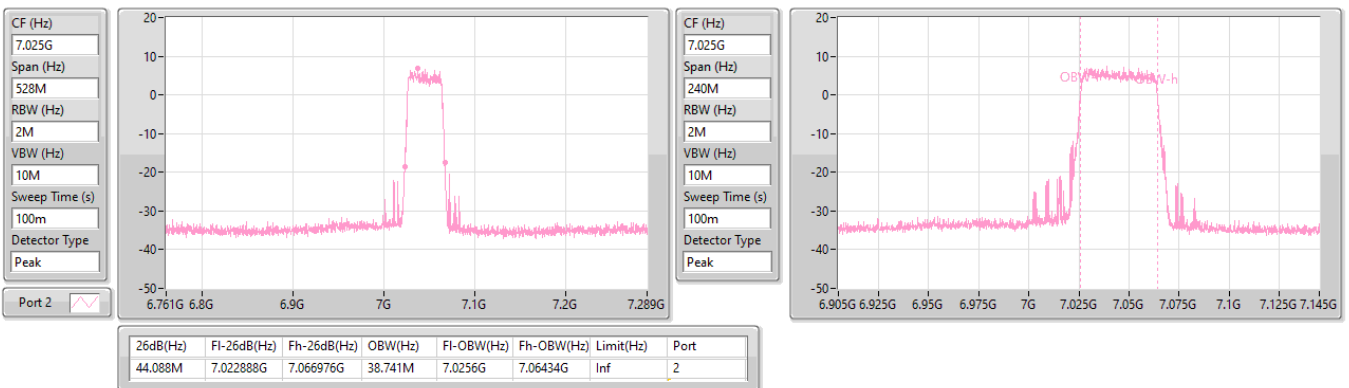 CF (Hz)
7.025G
Span (Hz)
528M
RBW (Hz)
2M
VBW (Hz)
10M
Sweep Time (s)
100m
Detector Type
Peak
Port 2
20
10
0
-10
-20
-30
-40
-50
6.761G 6.8G 6.9G 7G 7.1G 7.2G 7.289G
CF (Hz)
7.025G
Span (Hz)
240M
RBW (Hz)
2M
VBW (Hz)
10M
Sweep Time (s)
100m
Detector Type
Peak
20
10
0
-10
-20
-30
-40
-50
6.905G 6.925G 6.95G 6.975G 7G 7.025G 7.05G 7.075G 7.1G 7.125G 7.145G
26dB(Hz) Fl-26dB(Hz) Fh-26dB(Hz) OBW(Hz) Fl-OBW(Hz) Fh-OBW(Hz) Limit(Hz) Port
44.088M 7.022888G 7.066976G 38.741M 7.0256G 7.06434G Inf 2